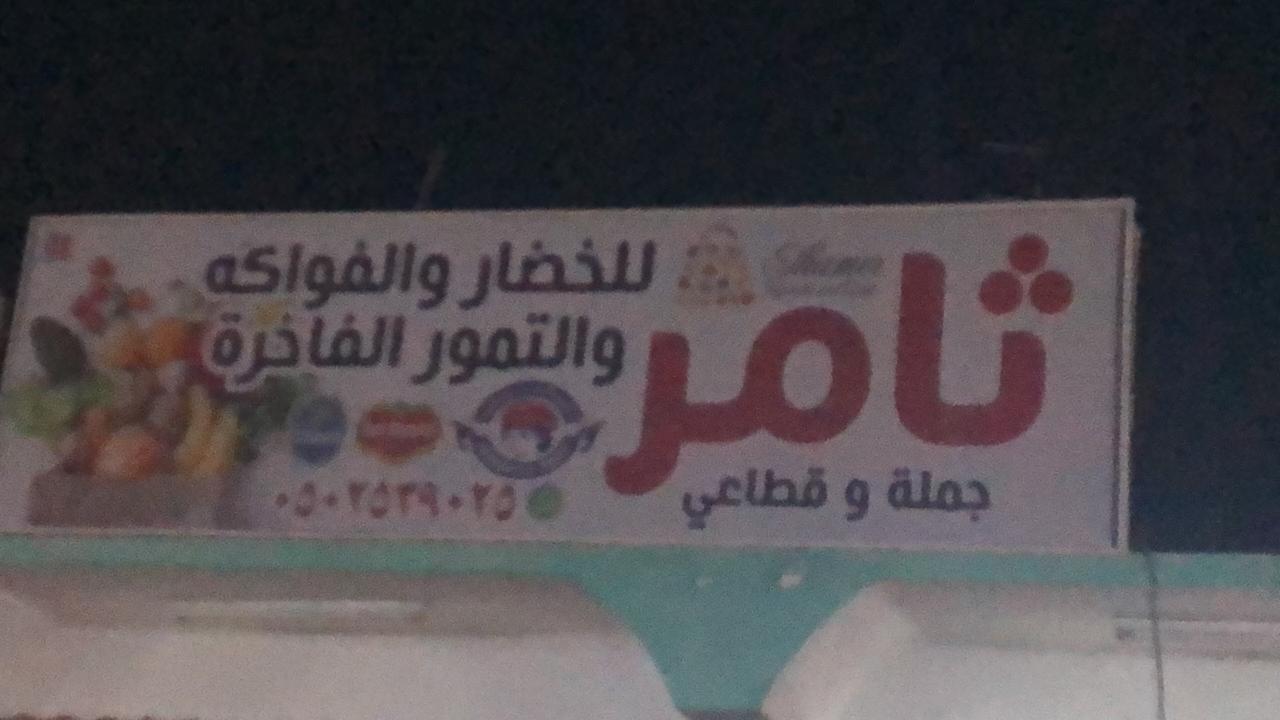 ثامر
للخضار والفواكه
والتمور الفاخرة
جملة و قطاعي
٠٥٠٢٥٣٩٠٢٥